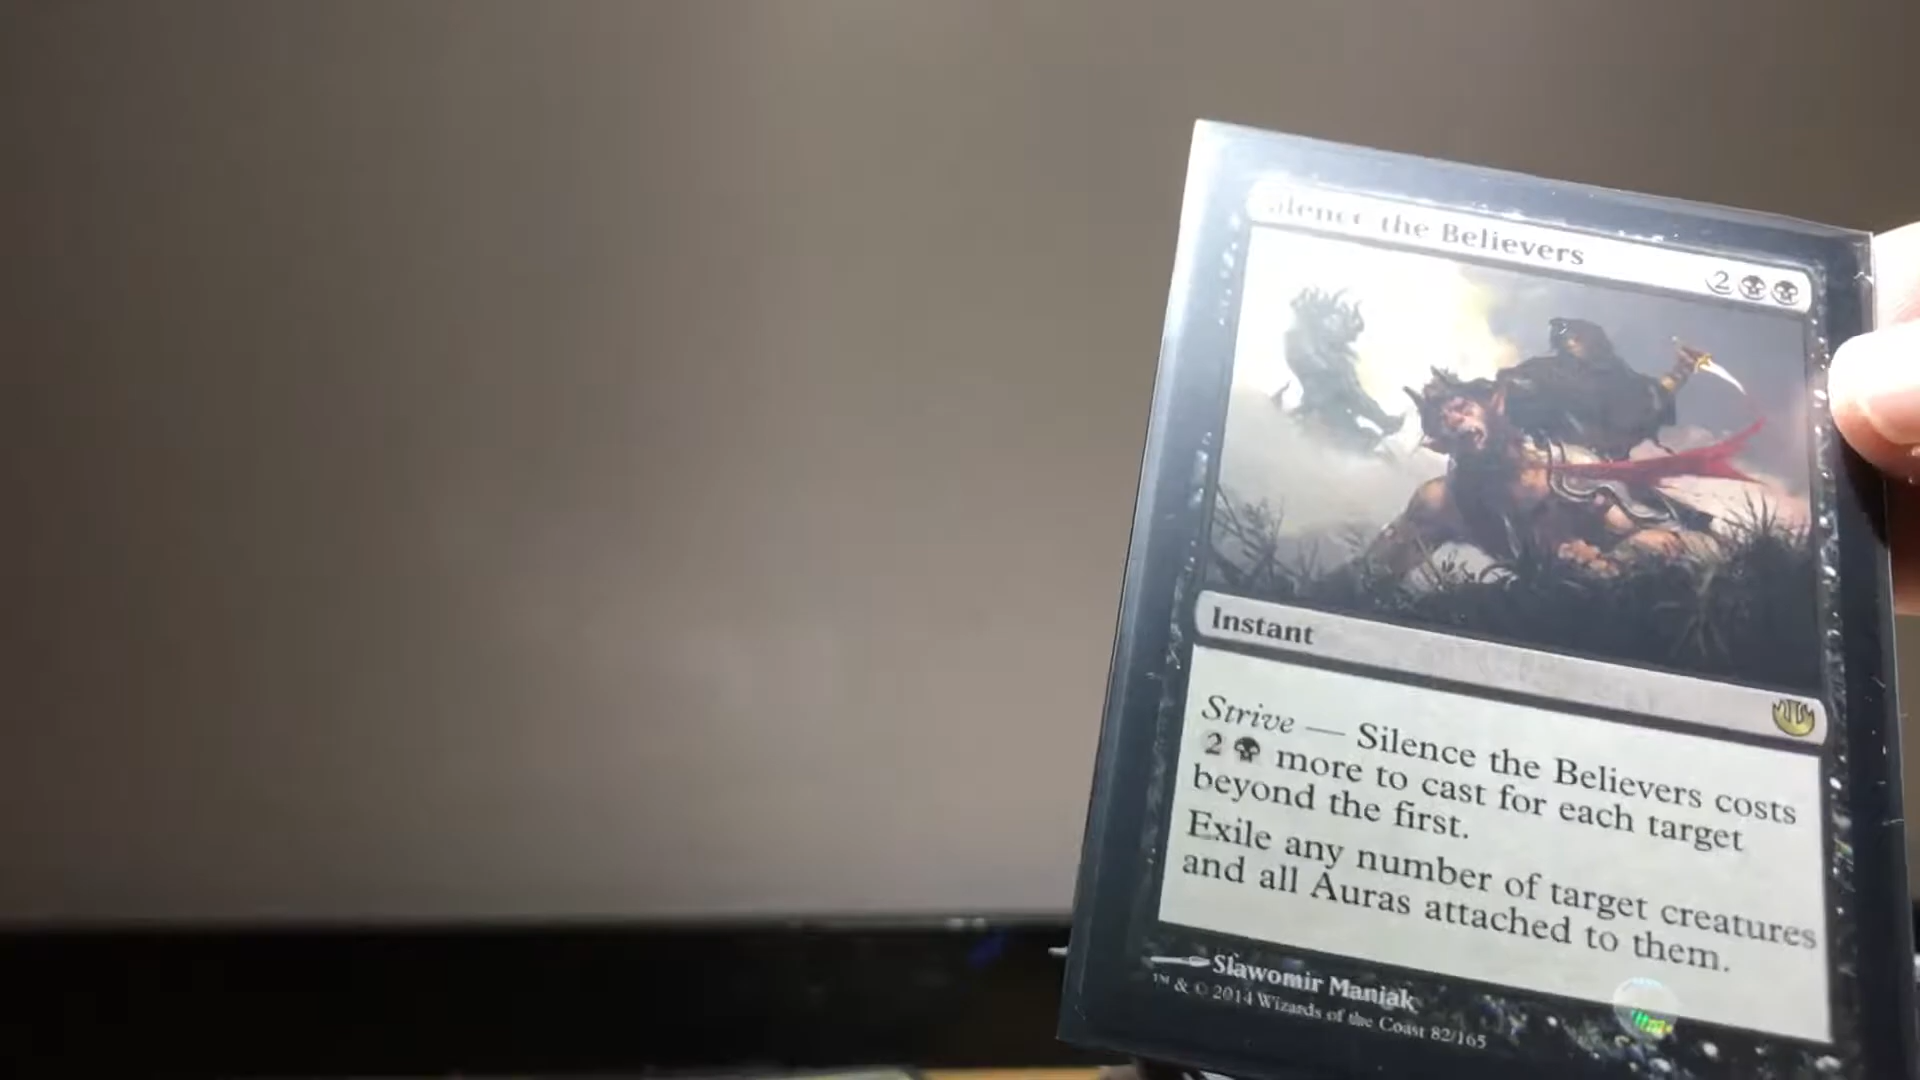 Silence the Believers
2
Instant
Strive — Silence the Believers costs
2 more to cast for each target
beyond the first.
Exile any number of target creatures
and all Auras attached to them.
Sławomir Maniak
™ & © 2014 Wizards of the Coast 82/165